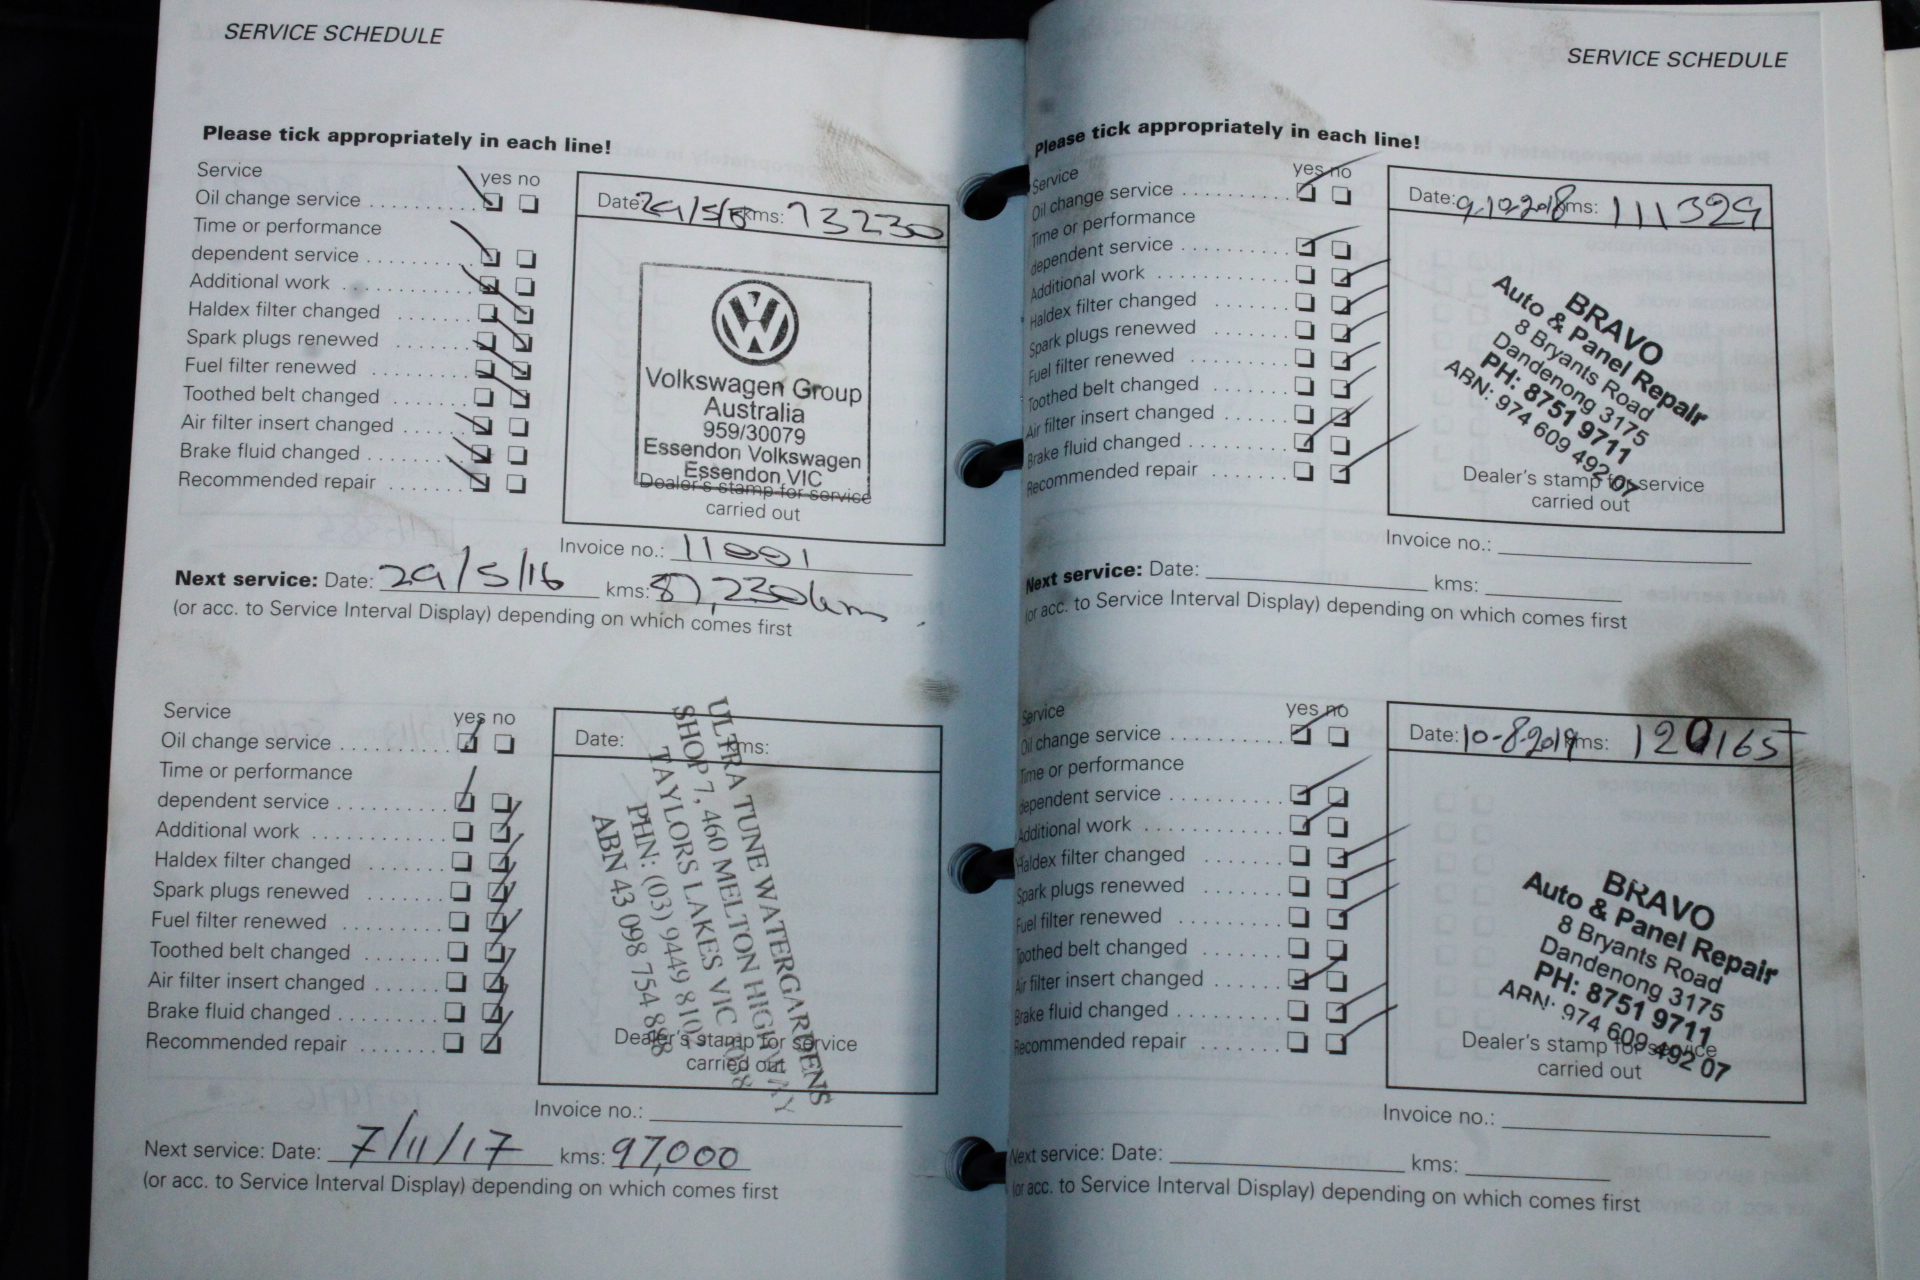 SERVICE SCHEDULE
Please tick appropriately in each line!
Service
yes no
Oil change service
Time or performance
dependent service
Additional work
Haldex filter changed
Spark plugs renewed
Fuel filter renewed
Toothed belt changed
Air filter insert changed
Brake fluid changed
Recommended repair
Date: kms: 73230
Volkswagen Group
Australia
959/30079
Essendon Volkswagen
Essendon VIC
Dealer's stamp for service
carried out
Invoice no.: 11991
Next service: Date: 29/5/16 kms: 87,230km
(or acc. to Service Interval Display) depending on which comes first
Service
yes no
Oil change service
Time or performance
dependent service
Additional work
Haldex filter changed
Spark plugs renewed
Fuel filter renewed
Toothed belt changed
Air filter insert changed
Brake fluid changed
Recommended repair
Date: kms:
ULTRA TUNE WATERGARDENS
SHOP 7, 460 MELTON HIGHWAY
TAYLORS LAKES VIC
PHN: (03) 9449
ABN 43 098 754 898
Dealer's stamp for service
carried out
Invoice no.:
Next service: Date: 7/11/17 kms: 97,000
(or acc. to Service Interval Display) depending on which comes first
SERVICE SCHEDULE
Please tick appropriately in each line!
Service
yes no
Oil change service
Time or performance
dependent service
Additional work
Haldex filter changed
Spark plugs renewed
Fuel filter renewed
Toothed belt changed
Air filter insert changed
Brake fluid changed
Recommended repair
Date: 9.10.2018 kms: 111329
BRAVO
Auto & Panel Repair
8 Bryants Road
Dandenong 3175
PH: 8751 9711
ABN: 974 609 492 07
Dealer's stamp for service
carried out
Invoice no.:
Next service: Date: kms:
(or acc. to Service Interval Display) depending on which comes first
Service
yes no
Oil change service
Time or performance
dependent service
Additional work
Haldex filter changed
Spark plugs renewed
Fuel filter renewed
Toothed belt changed
Air filter insert changed
Brake fluid changed
Recommended repair
Date: 10-8-2019 kms: 120165
BRAVO
Auto & Panel Repair
8 Bryants Road
Dandenong 3175
PH: 8751 9711
ABN: 974 609 492 07
Dealer's stamp for service
carried out
Invoice no.:
Next service: Date: kms:
(or acc. to Service Interval Display) depending on which comes first